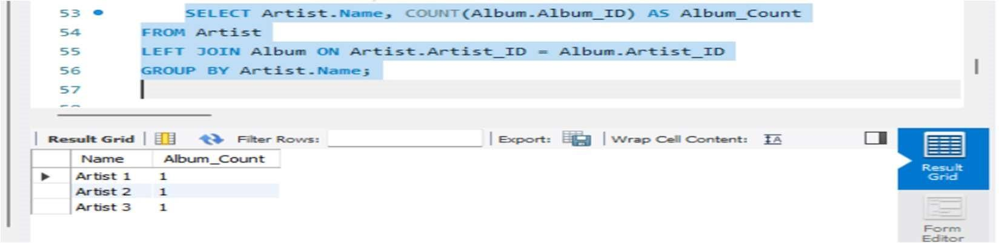 53 SELECT Artist.Name, COUNT(Album.Album_ID) AS Album_Count
54 FROM Artist
55 LEFT JOIN Album ON Artist.Artist_ID = Album.Artist_ID
56 GROUP BY Artist.Name;
57
Result Grid Filter Rows: Export: Wrap Cell Content: IA
Name Album_Count
Artist 1 1
Artist 2 1
Artist 3 1
Result
Grid
Form
Editor